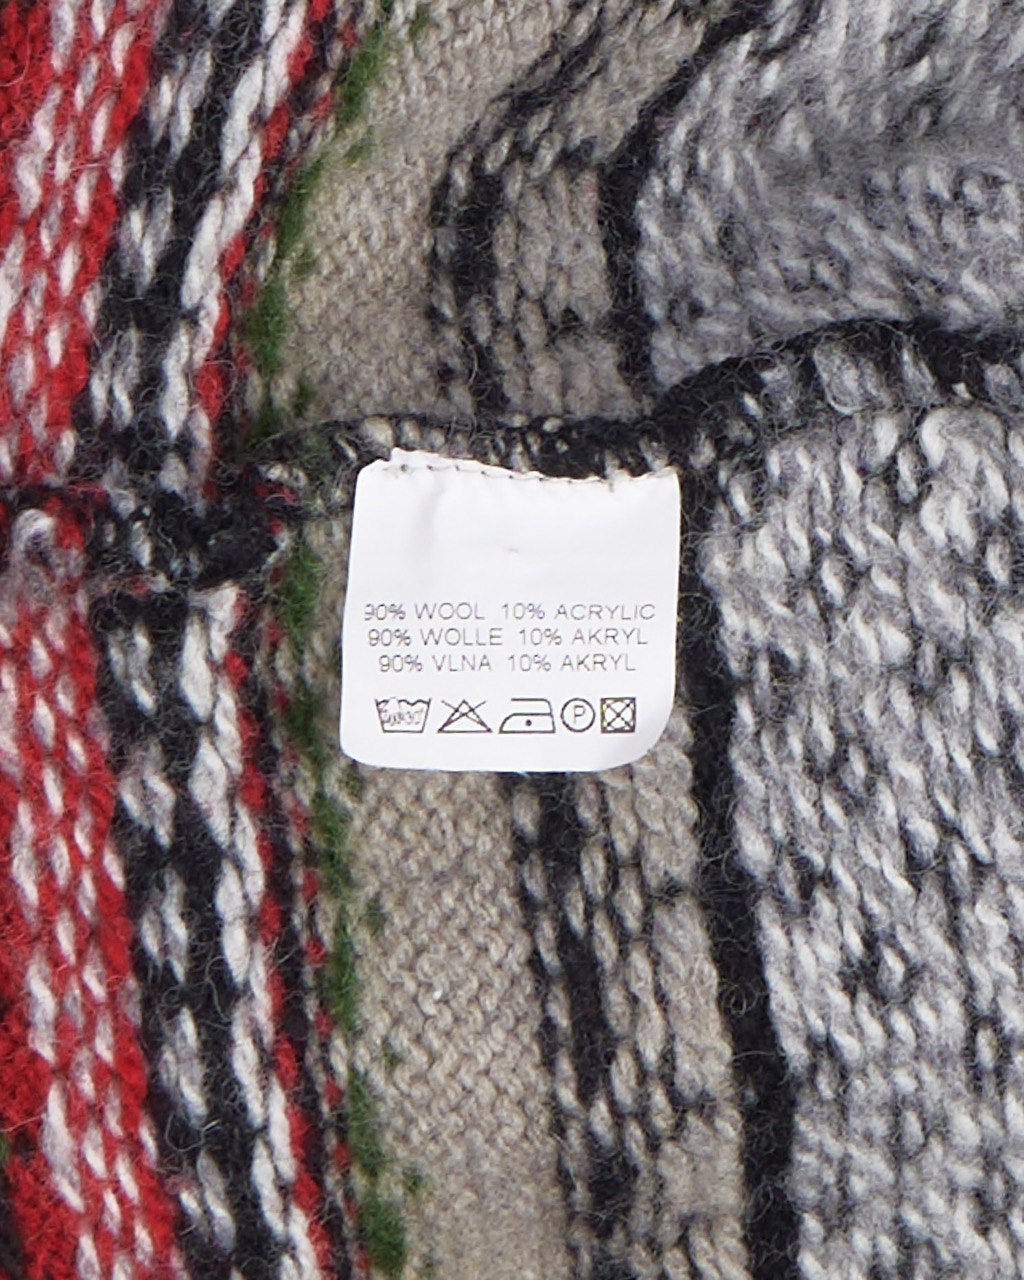 90% WOOL 10% ACRYLIC
90% WOLLE 10% AKRYL
90% VLNA 10% AKRYL
P